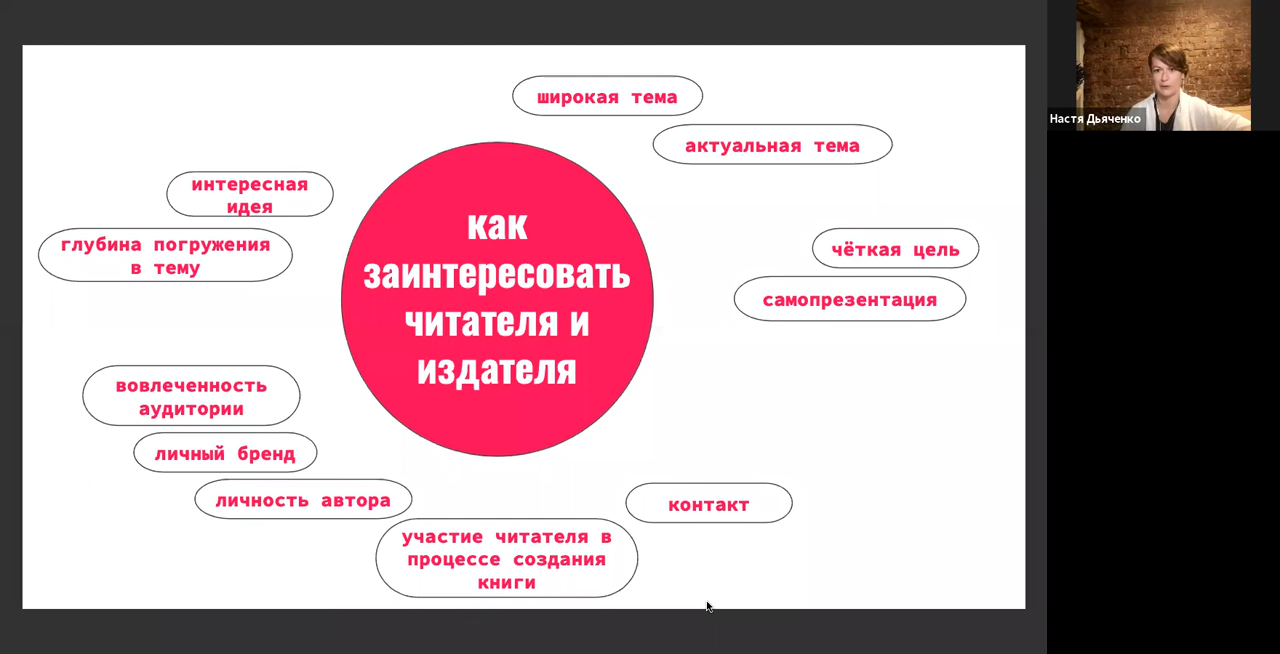 широкая тема
актуальная тема
интересная
идея
глубина погружения
в тему
как
заинтересовать
читателя и
издателя
чёткая цель
самопрезентация
вовлеченность
аудитории
личный бренд
личность автора
контакт
участие читателя в
процессе создания
книги
Настя Дьяченко